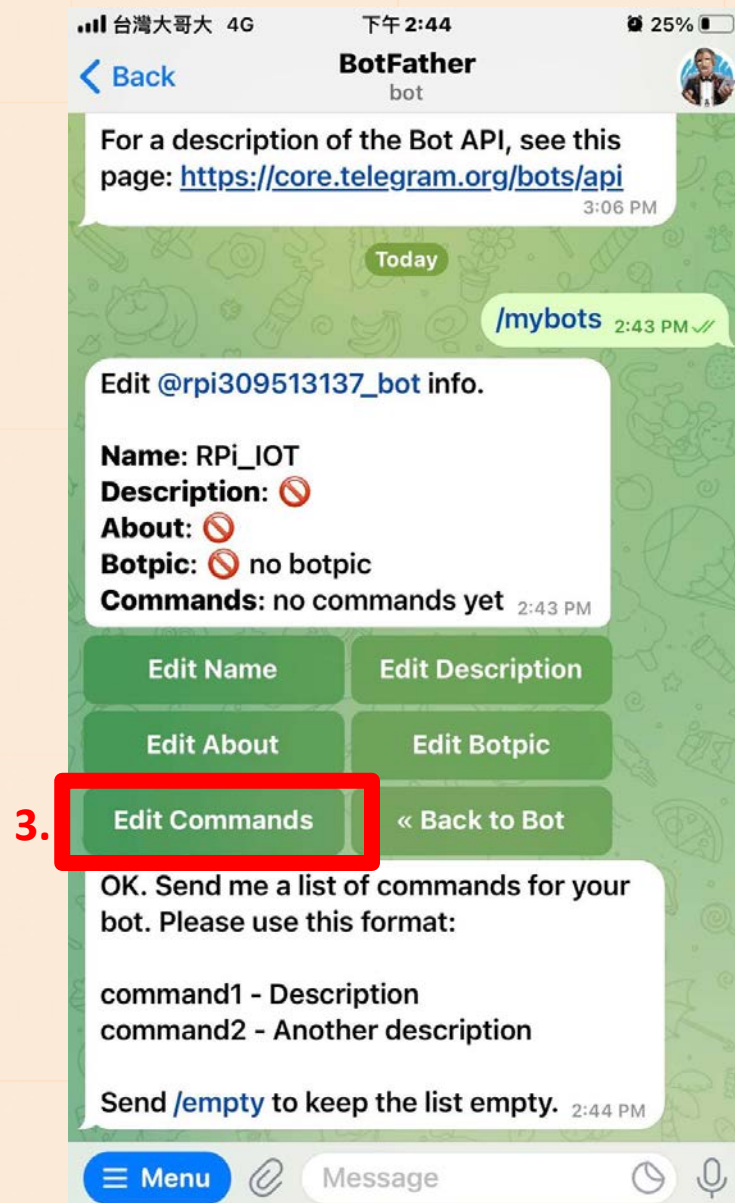 台灣大哥大 4G 下午 2:44 25%
Back BotFather
bot
For a description of the Bot API, see this
page: https://core.telegram.org/bots/api
3:06 PM
Today
/mybots 2:43 PM
Edit @rpi309513137_bot info.
Name: RPi_IOT
Description: 🚫
About: 🚫
Botpic: 🚫 no botpic
Commands: no commands yet 2:43 PM
Edit Name Edit Description
Edit About Edit Botpic
3. Edit Commands « Back to Bot
OK. Send me a list of commands for your
bot. Please use this format:
command1 - Description
command2 - Another description
Send /empty to keep the list empty. 2:44 PM
Menu Message